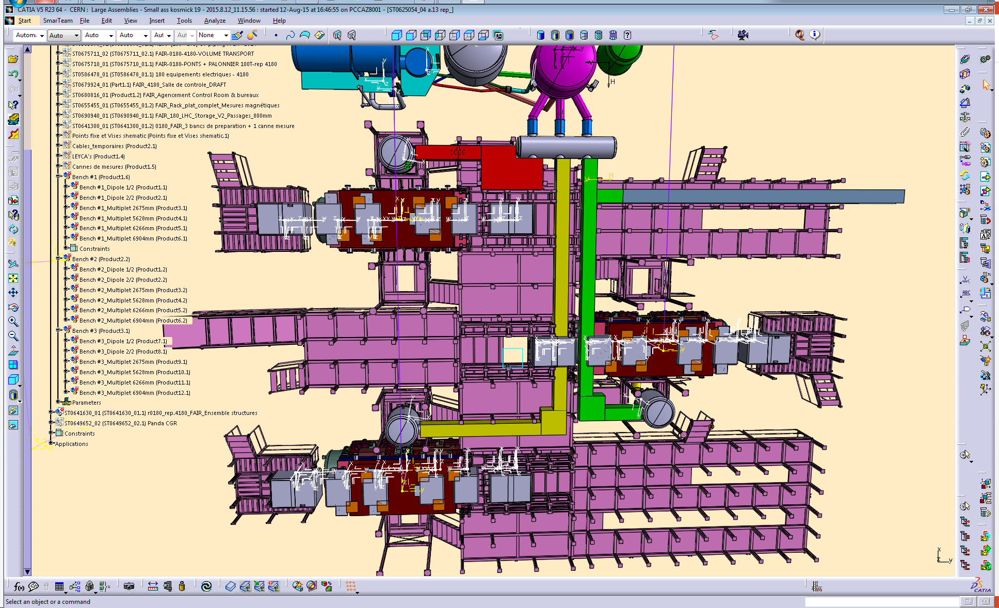 CATIA V5 R23 64 - CERN : Large Assemblies - Small ass kosmick 19 - 2015.8.12_11.15.56 : started 12-Aug-15 at 16:46:55 on PCCAZ8001 - [ST0625054_04 a.13 rep_]
Start SmarTeam File Edit View Insert Tools Analyze Window Help
Autom Auto Auto Auto Aut Aut None
ST0675711_02 (ST0675711_02.1) FAIR-0180-4180-VOLUME TRANSPORT
ST0675710_01 (ST0675710_01.1) FAIR-0180-PONTS + PALONNIER 100T-rep 4180
ST0586478_01 (ST0586478_01.1) 180 equipements electriques - 4180
ST0679924_01 (Part1.1) FAIR_4180_Salle de controle_DRAFT
ST0680816_01 (Product1.2) FAIR_Agencement Control Room & bureaux
ST0655455_01 (ST0655455_01.2) FAIR_Rack_plat_complet_Mesures magnétiques
ST0690940_01 (ST0690940_01.1) FAIR_180_LHC_Storage_V2_Passages_800mm
ST0641300_01 (ST0641300_01.2) 0180_FAIR_3 bancs de preparation + 1 canne mesure
Points fixe et Vises shematic (Points fixe et Vises shematic.1)
Cables_temporaires (Product2.1)
LEYCA's (Product1.4)
Cannes de mesures (Product1.5)
Bench #1 (Product1.6)
Bench #1_Dipole 1/2 (Product1.1)
Bench #1_Dipole 2/2 (Product2.1)
Bench #1_Multiplet 2675mm (Product3.1)
Bench #1_Multiplet 5628mm (Product4.1)
Bench #1_Multiplet 6266mm (Product5.1)
Bench #1_Multiplet 6904mm (Product6.1)
Constraints
Bench #2 (Product2.2)
Bench #2_Dipole 1/2 (Product1.2)
Bench #2_Dipole 2/2 (Product2.2)
Bench #2_Multiplet 2675mm (Product3.2)
Bench #2_Multiplet 5628mm (Product4.2)
Bench #2_Multiplet 6266mm (Product5.2)
Bench #2_Multiplet 6904mm (Product6.2)
Bench #3 (Product3.1)
Bench #3_Dipole 1/2 (Product7.1)
Bench #3_Dipole 2/2 (Product8.1)
Bench #3_Multiplet 2675mm (Product9.1)
Bench #3_Multiplet 5628mm (Product10.1)
Bench #3_Multiplet 6266mm (Product11.1)
Bench #3_Multiplet 6904mm (Product12.1)
Parameters
ST0641630_01 (ST0641630_01.1) r0180_rep.4180_FAIR_Ensemble structures
ST0649652_02 (ST0649652_02.1) Panda CGR
Constraints
Applications
1000
H
H
ABC
x
z y
f(x)
DS CATIA
Select an object or a command